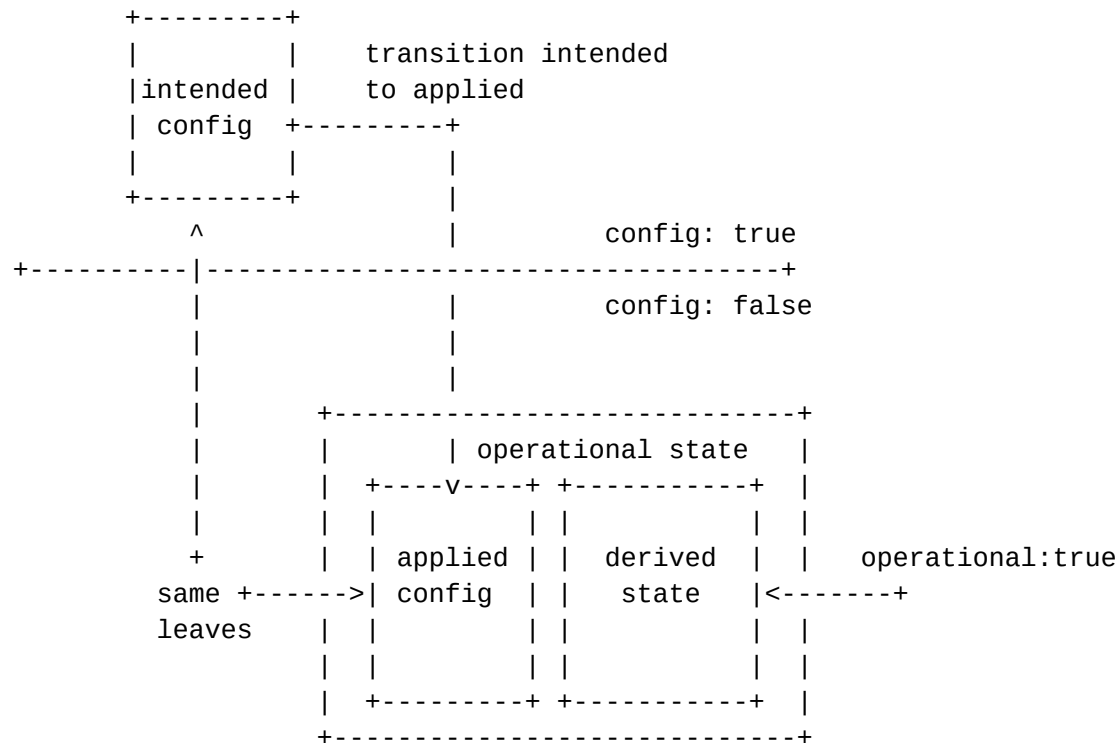 transition intended
intended to applied
config
config: true
config: false
operational state
applied derived operational:true
same config state
leaves